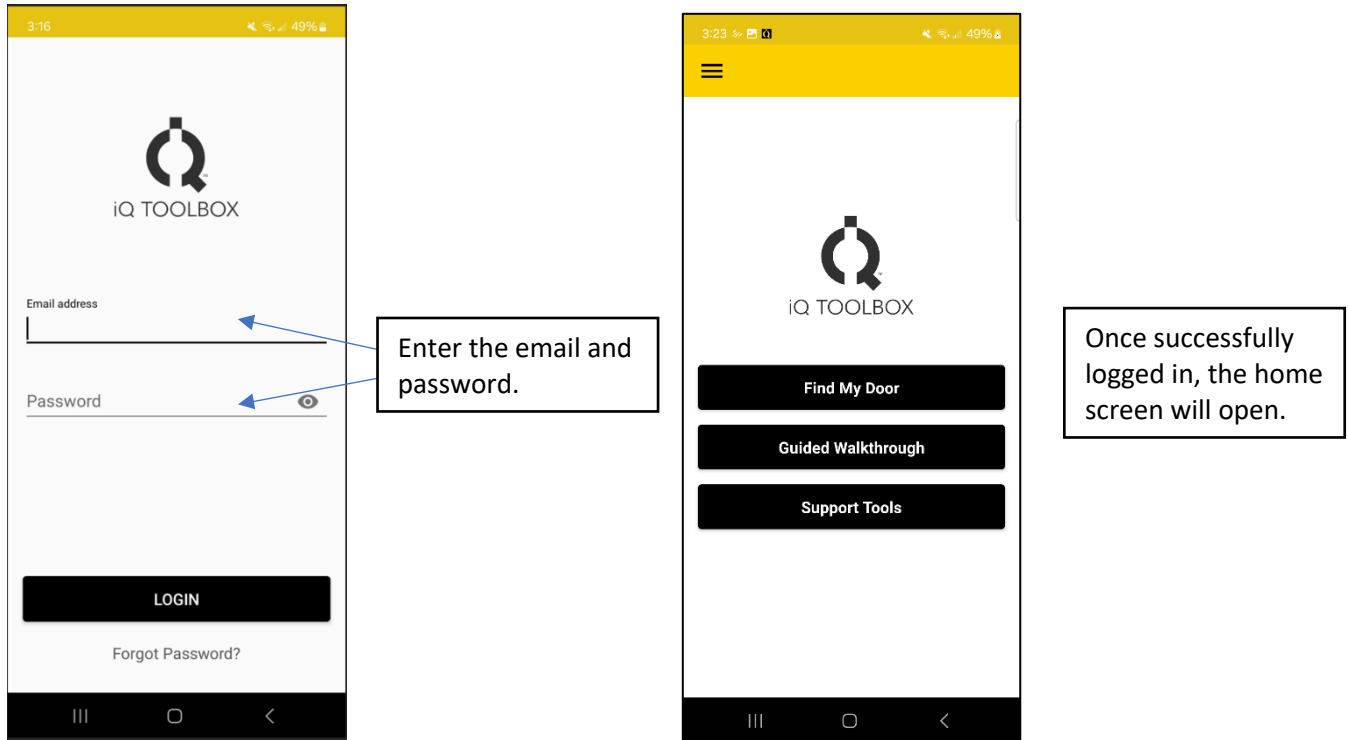 3:16
49%
iQ TOOLBOX
Email address
Password
LOGIN
Forgot Password?
Enter the email and
password.
3:23
49%
iQ TOOLBOX
Find My Door
Guided Walkthrough
Support Tools
Once successfully
logged in, the home
screen will open.